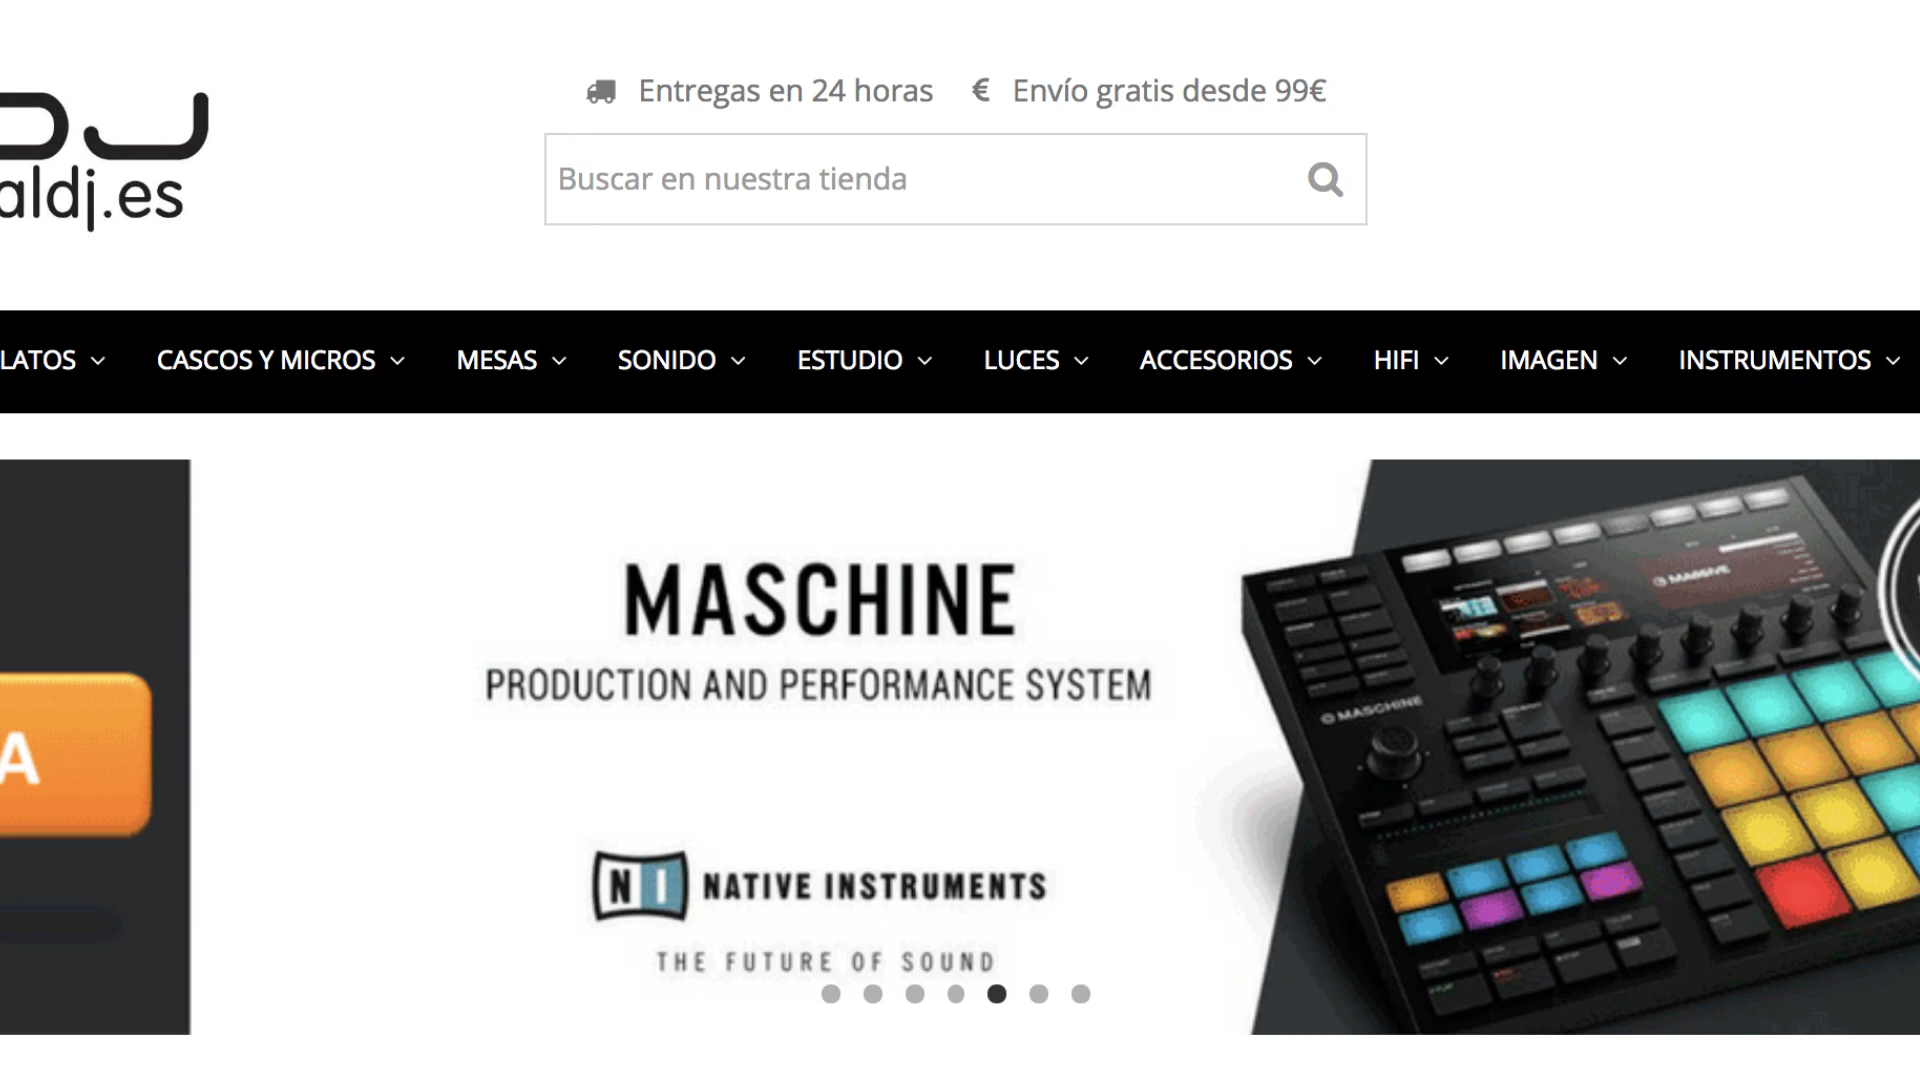 Entregas en 24 horas € Envío gratis desde 99€
DJ
aldj.es
Buscar en nuestra tienda
LATOS CASCOS Y MICROS MESAS SONIDO ESTUDIO LUCES ACCESORIOS HIFI IMAGEN INSTRUMENTOS
MASCHINE
PRODUCTION AND PERFORMANCE SYSTEM
A
NI NATIVE INSTRUMENTS
THE FUTURE OF SOUND
MASSIVE
MASCHINE